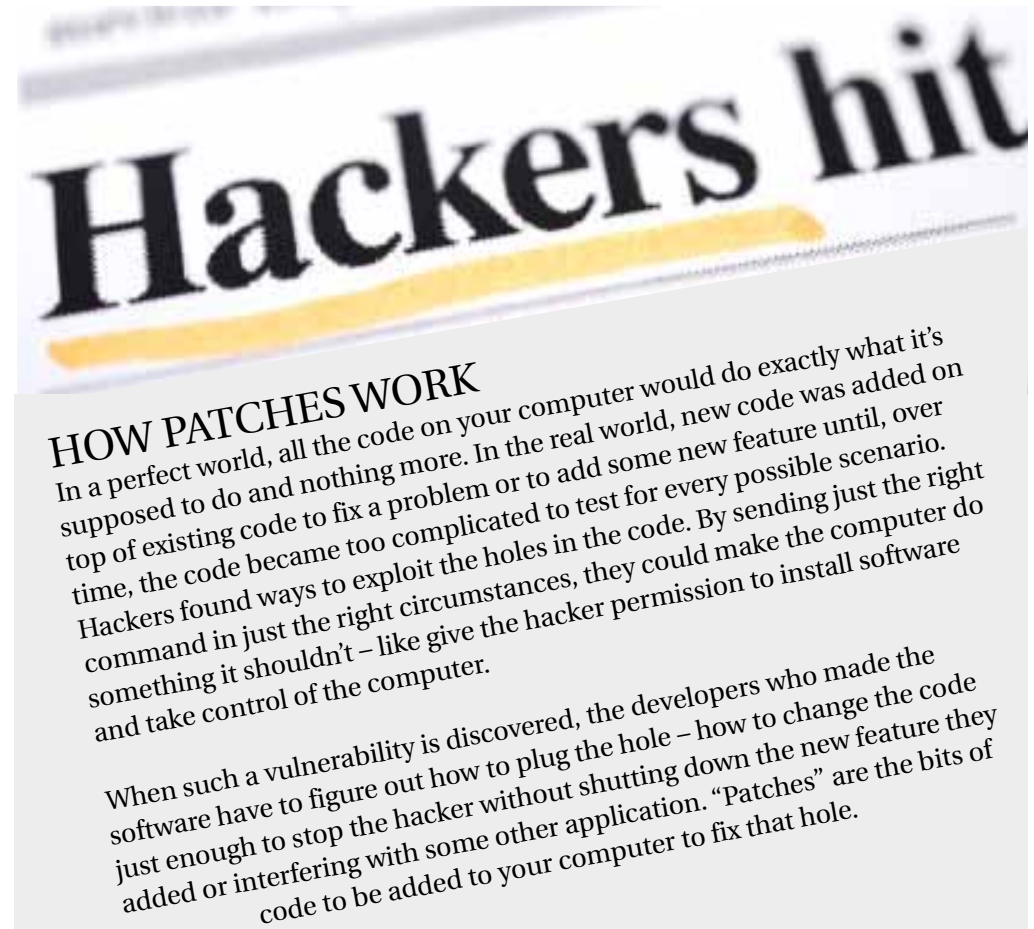 Hackers hit
HOW PATCHES WORK
In a perfect world, all the code on your computer would do exactly what it’s
supposed to do and nothing more. In the real world, new code was added on
top of existing code to fix a problem or to add some new feature until, over
time, the code became too complicated to test for every possible scenario.
Hackers found ways to exploit the holes in the code. By sending just the right
command in just the right circumstances, they could make the computer do
something it shouldn’t – like give the hacker permission to install software
and take control of the computer.
When such a vulnerability is discovered, the developers who made the
software have to figure out how to plug the hole – how to change the code
just enough to stop the hacker without shutting down the new feature they
added or interfering with some other application. “Patches” are the bits of
code to be added to your computer to fix that hole.